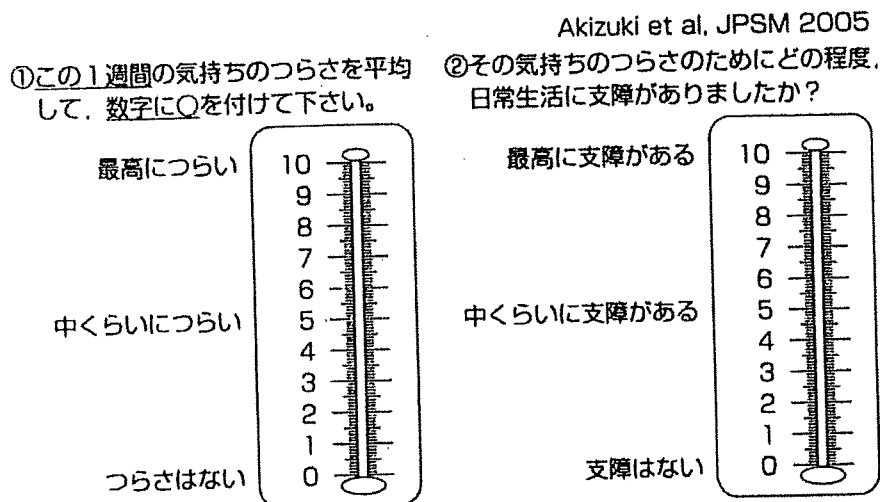 Akizuki et al, JPSM 2005
①この1週間の気持ちのつらさを平均
して、数字に○を付けて下さい。
最高につらい
10
9
8
7
6
中くらいにつらい
5
4
3
2
1
つらさはない
0
②その気持ちのつらさのためにどの程度、
日常生活に支障がありましたか？
最高に支障がある
10
9
8
7
6
中くらいに支障がある
5
4
3
2
1
支障はない
0